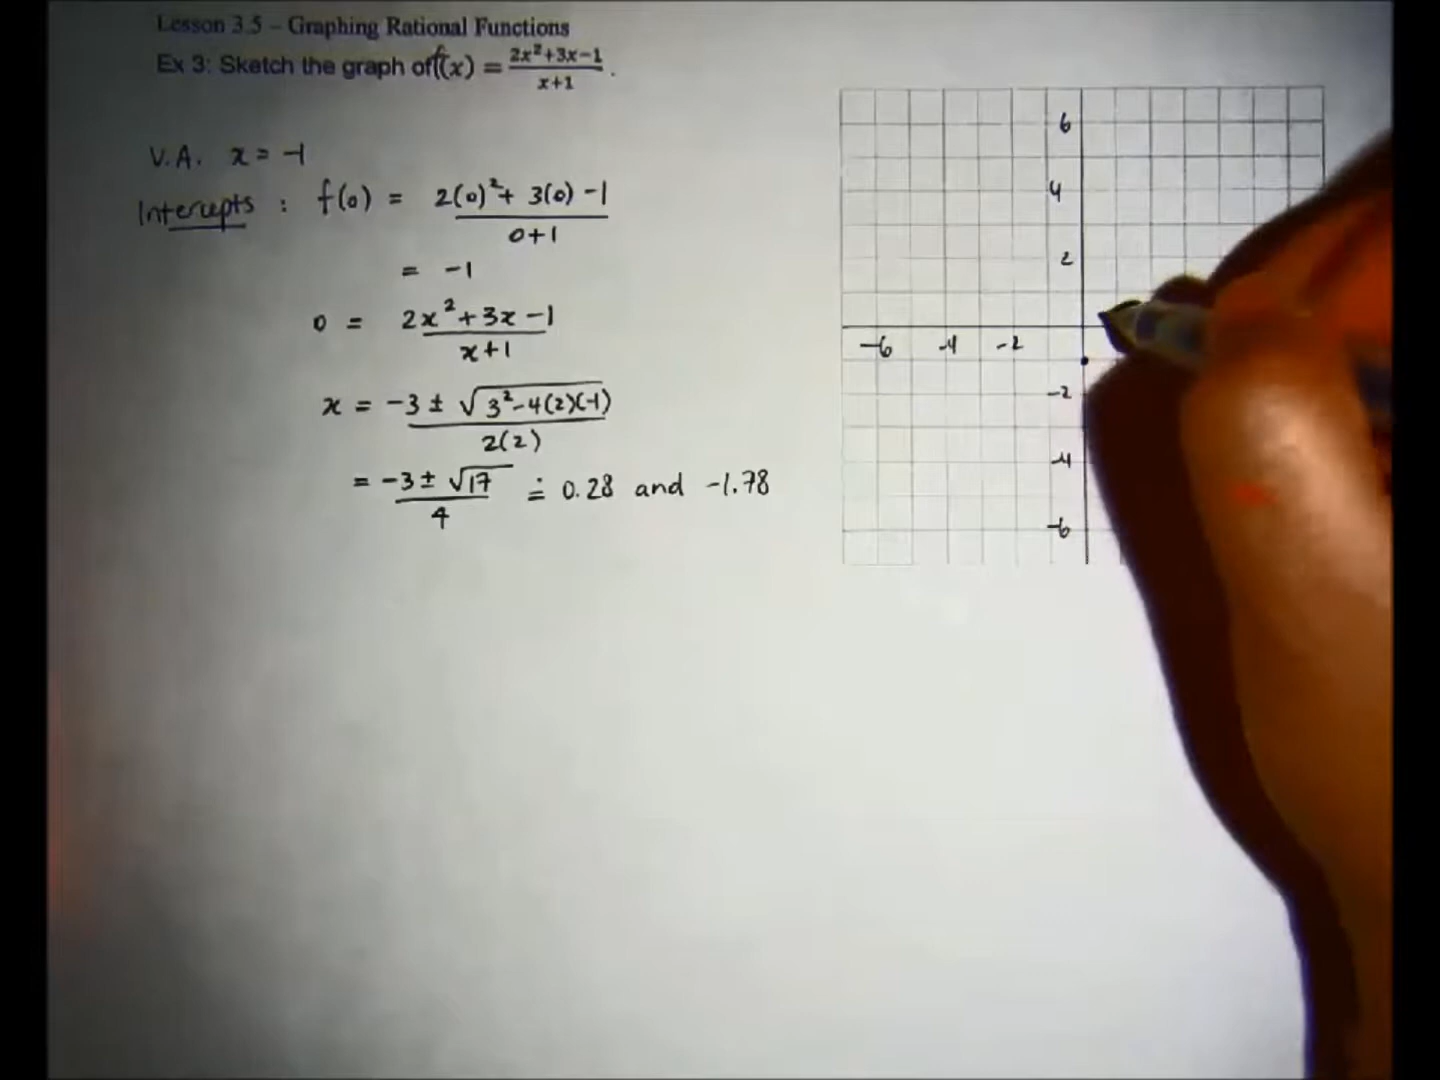 Lesson 3.5 – Graphing Rational Functions
Ex 3: Sketch the graph of f(x) = (2x²+3x−1)/(x+1).
V.A. x = -1
Intercepts : f(0) = (2(0)² + 3(0) - 1)/(0+1)
= -1
0 = (2x² + 3x - 1)/(x+1)
x = (-3 ± √(3²-4(2)(-1)))/(2(2))
= (-3 ± √17)/4 ≐ 0.28 and -1.78
6
4
2
-6 -4 -2
-2
-4
-6